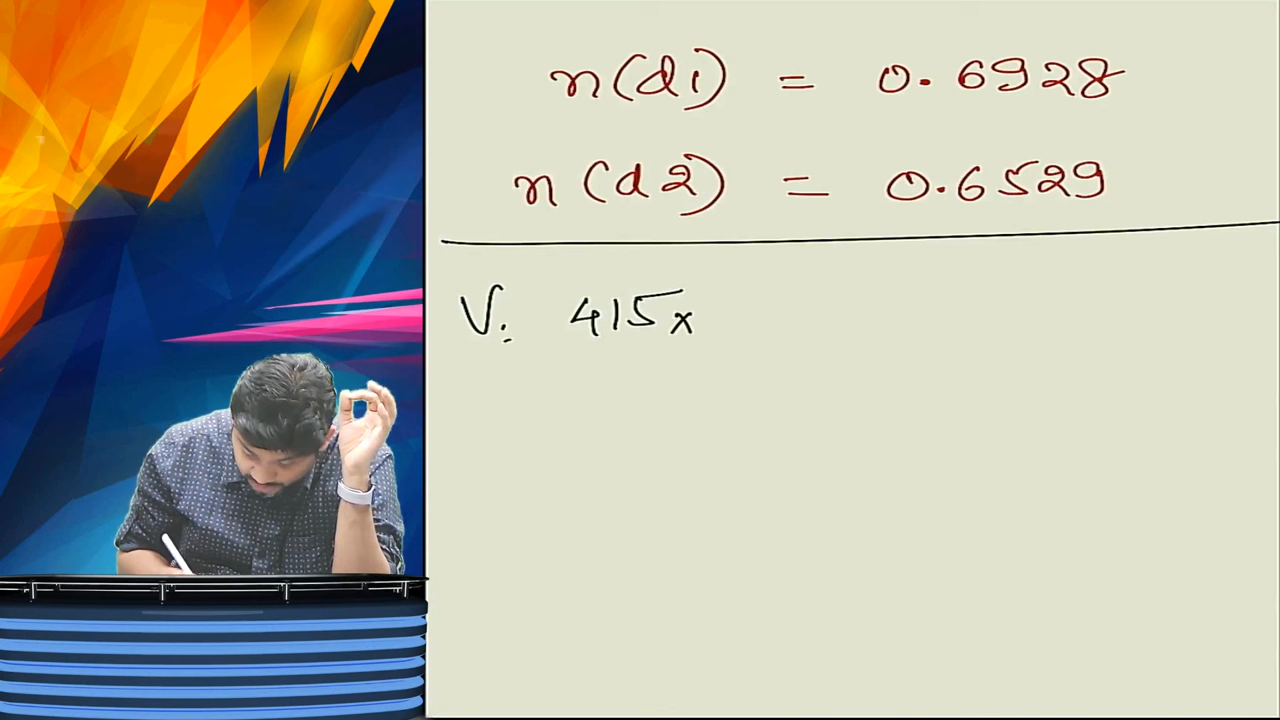 n(d1) = 0.6928
n(d2) = 0.6529
V: 415x